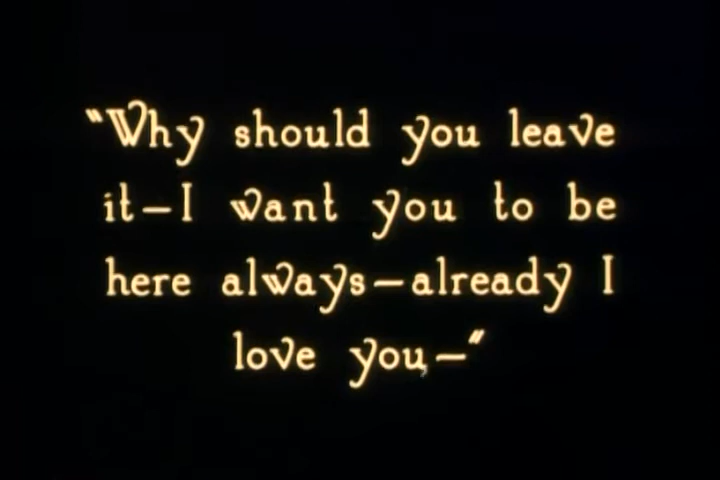 "Why should you leave
it—I want you to be
here always—already I
love you,—"